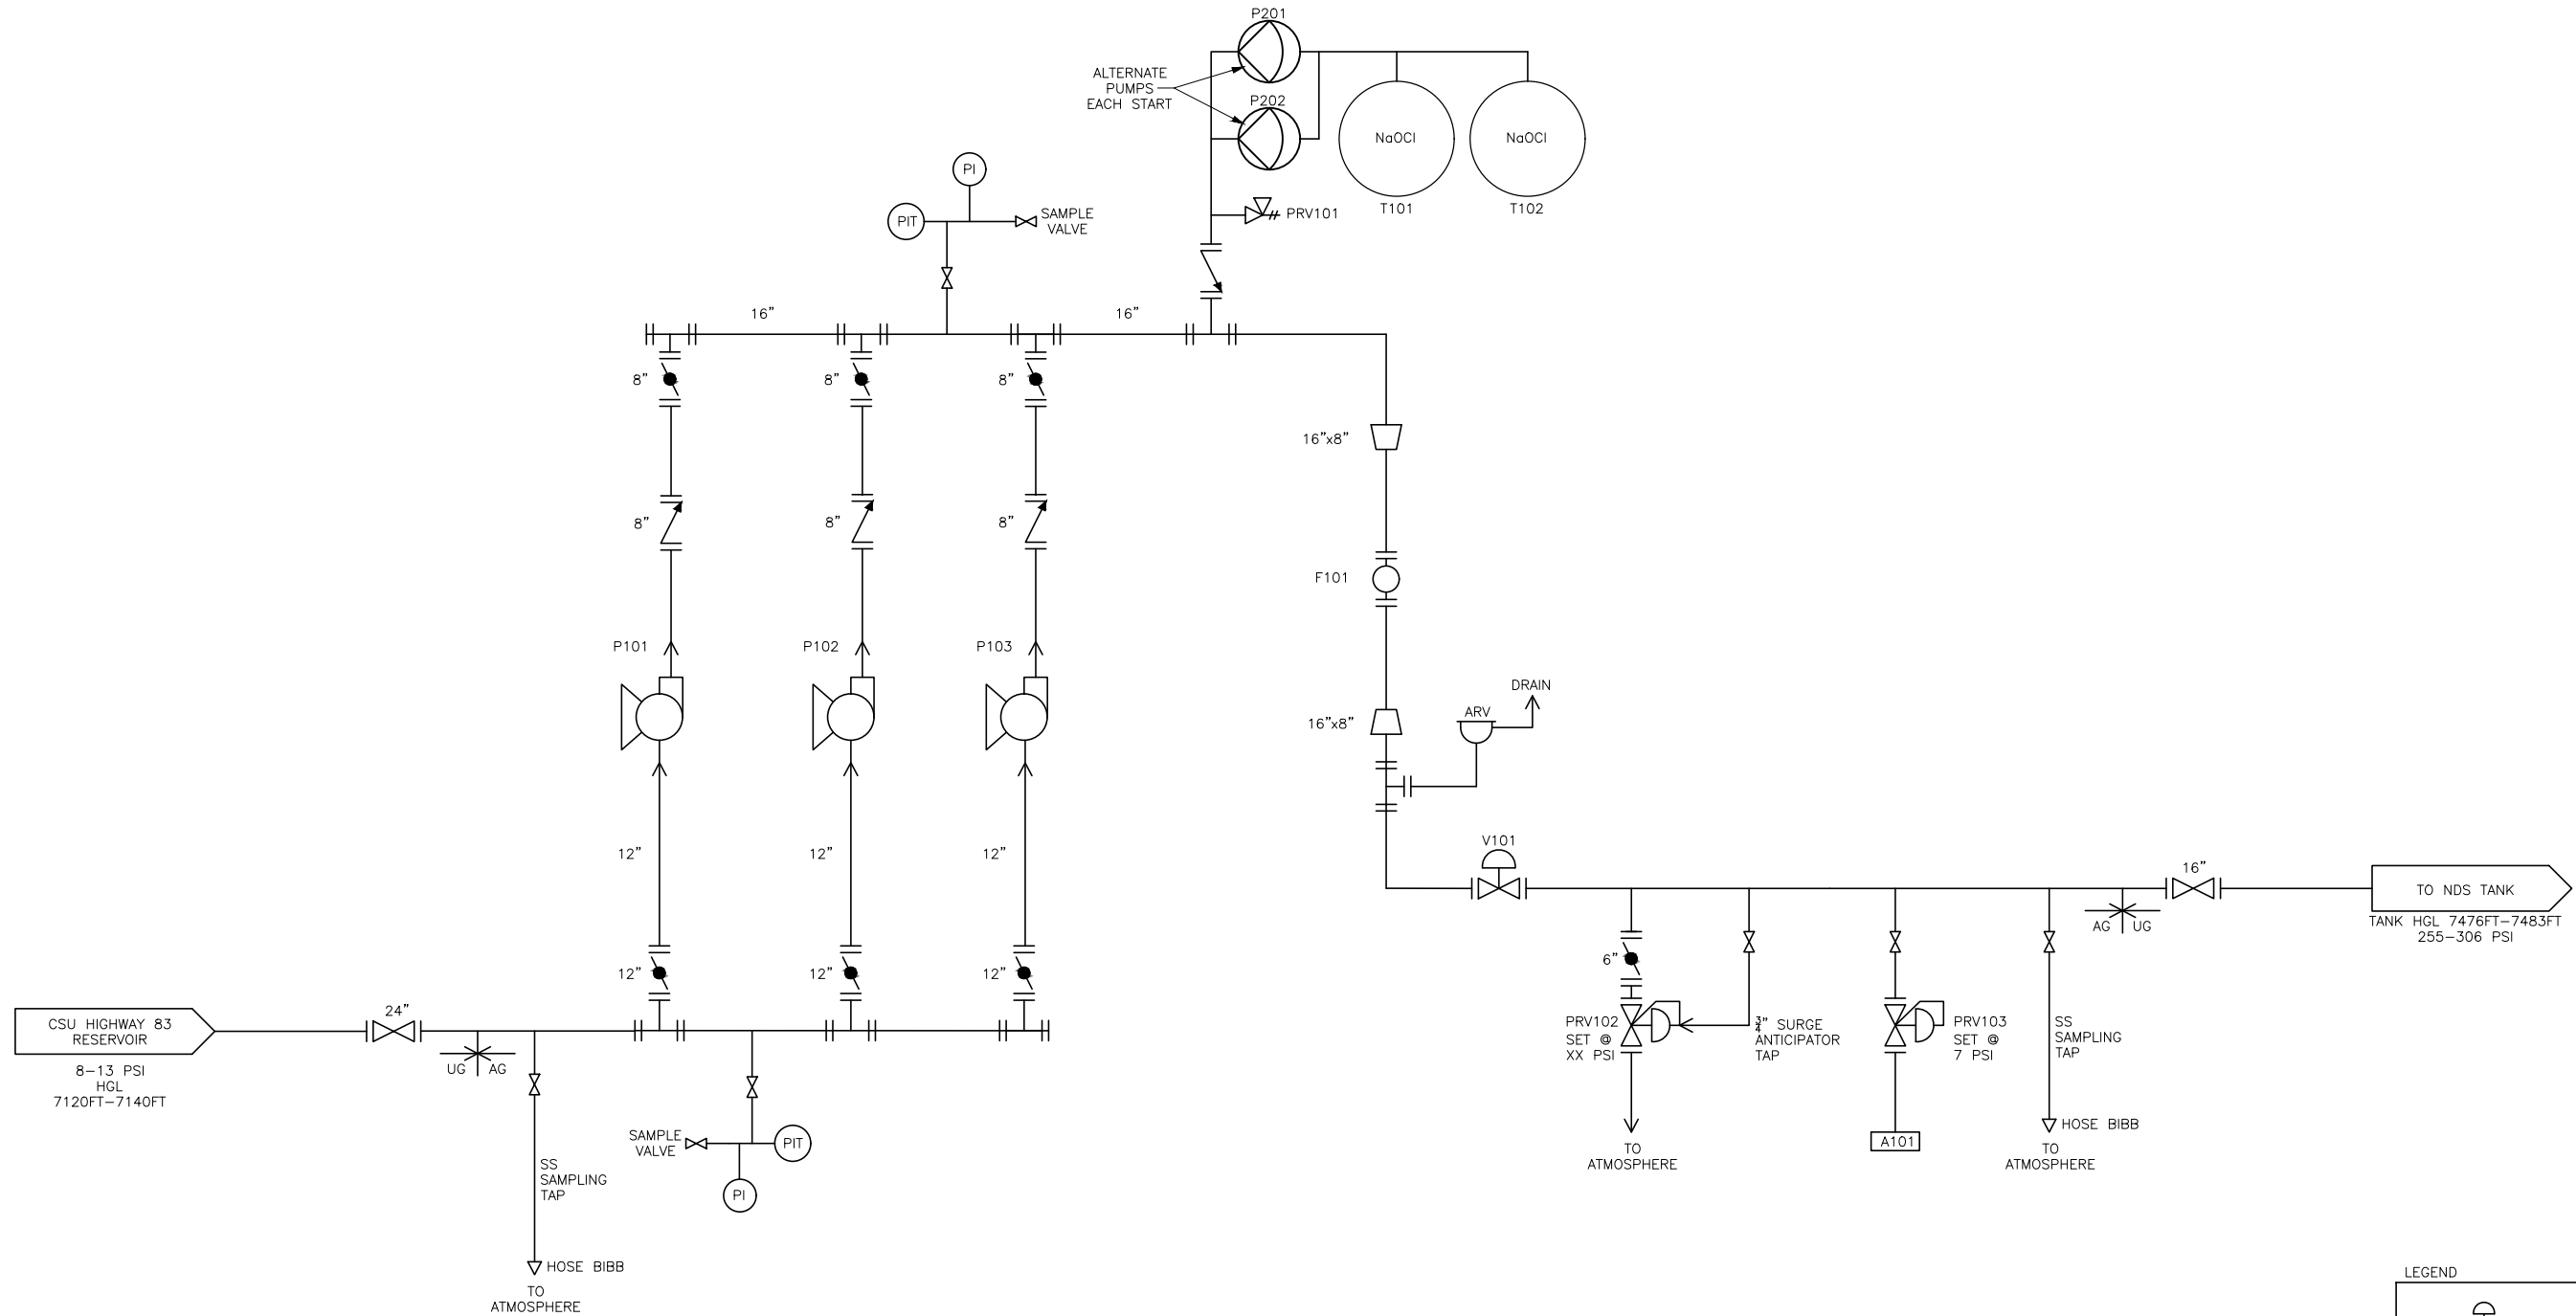 P201
ALTERNATE
PUMPS
EACH START
P202
NaOCl
NaOCl
T101
T102
PRV101
PI
PIT
SAMPLE
VALVE
16"
16"
8"
8"
8"
16"x8"
8"
8"
8"
F101
P101
P102
P103
16"x8"
ARV
DRAIN
12"
12"
12"
V101
16"
TO NDS TANK
TANK HGL 7476FT-7483FT
255-306 PSI
AG
UG
12"
12"
12"
6"
24"
CSU HIGHWAY 83
RESERVOIR
8-13 PSI
HGL
7120FT-7140FT
UG
AG
PRV102
SET @
XX PSI
3/4" SURGE
ANTICIPATOR
TAP
PRV103
SET @
7 PSI
SS
SAMPLING
TAP
SAMPLE
VALVE
PIT
PI
SS
SAMPLING
TAP
HOSE BIBB
TO
ATMOSPHERE
TO
ATMOSPHERE
A101
HOSE BIBB
TO
ATMOSPHERE
LEGEND